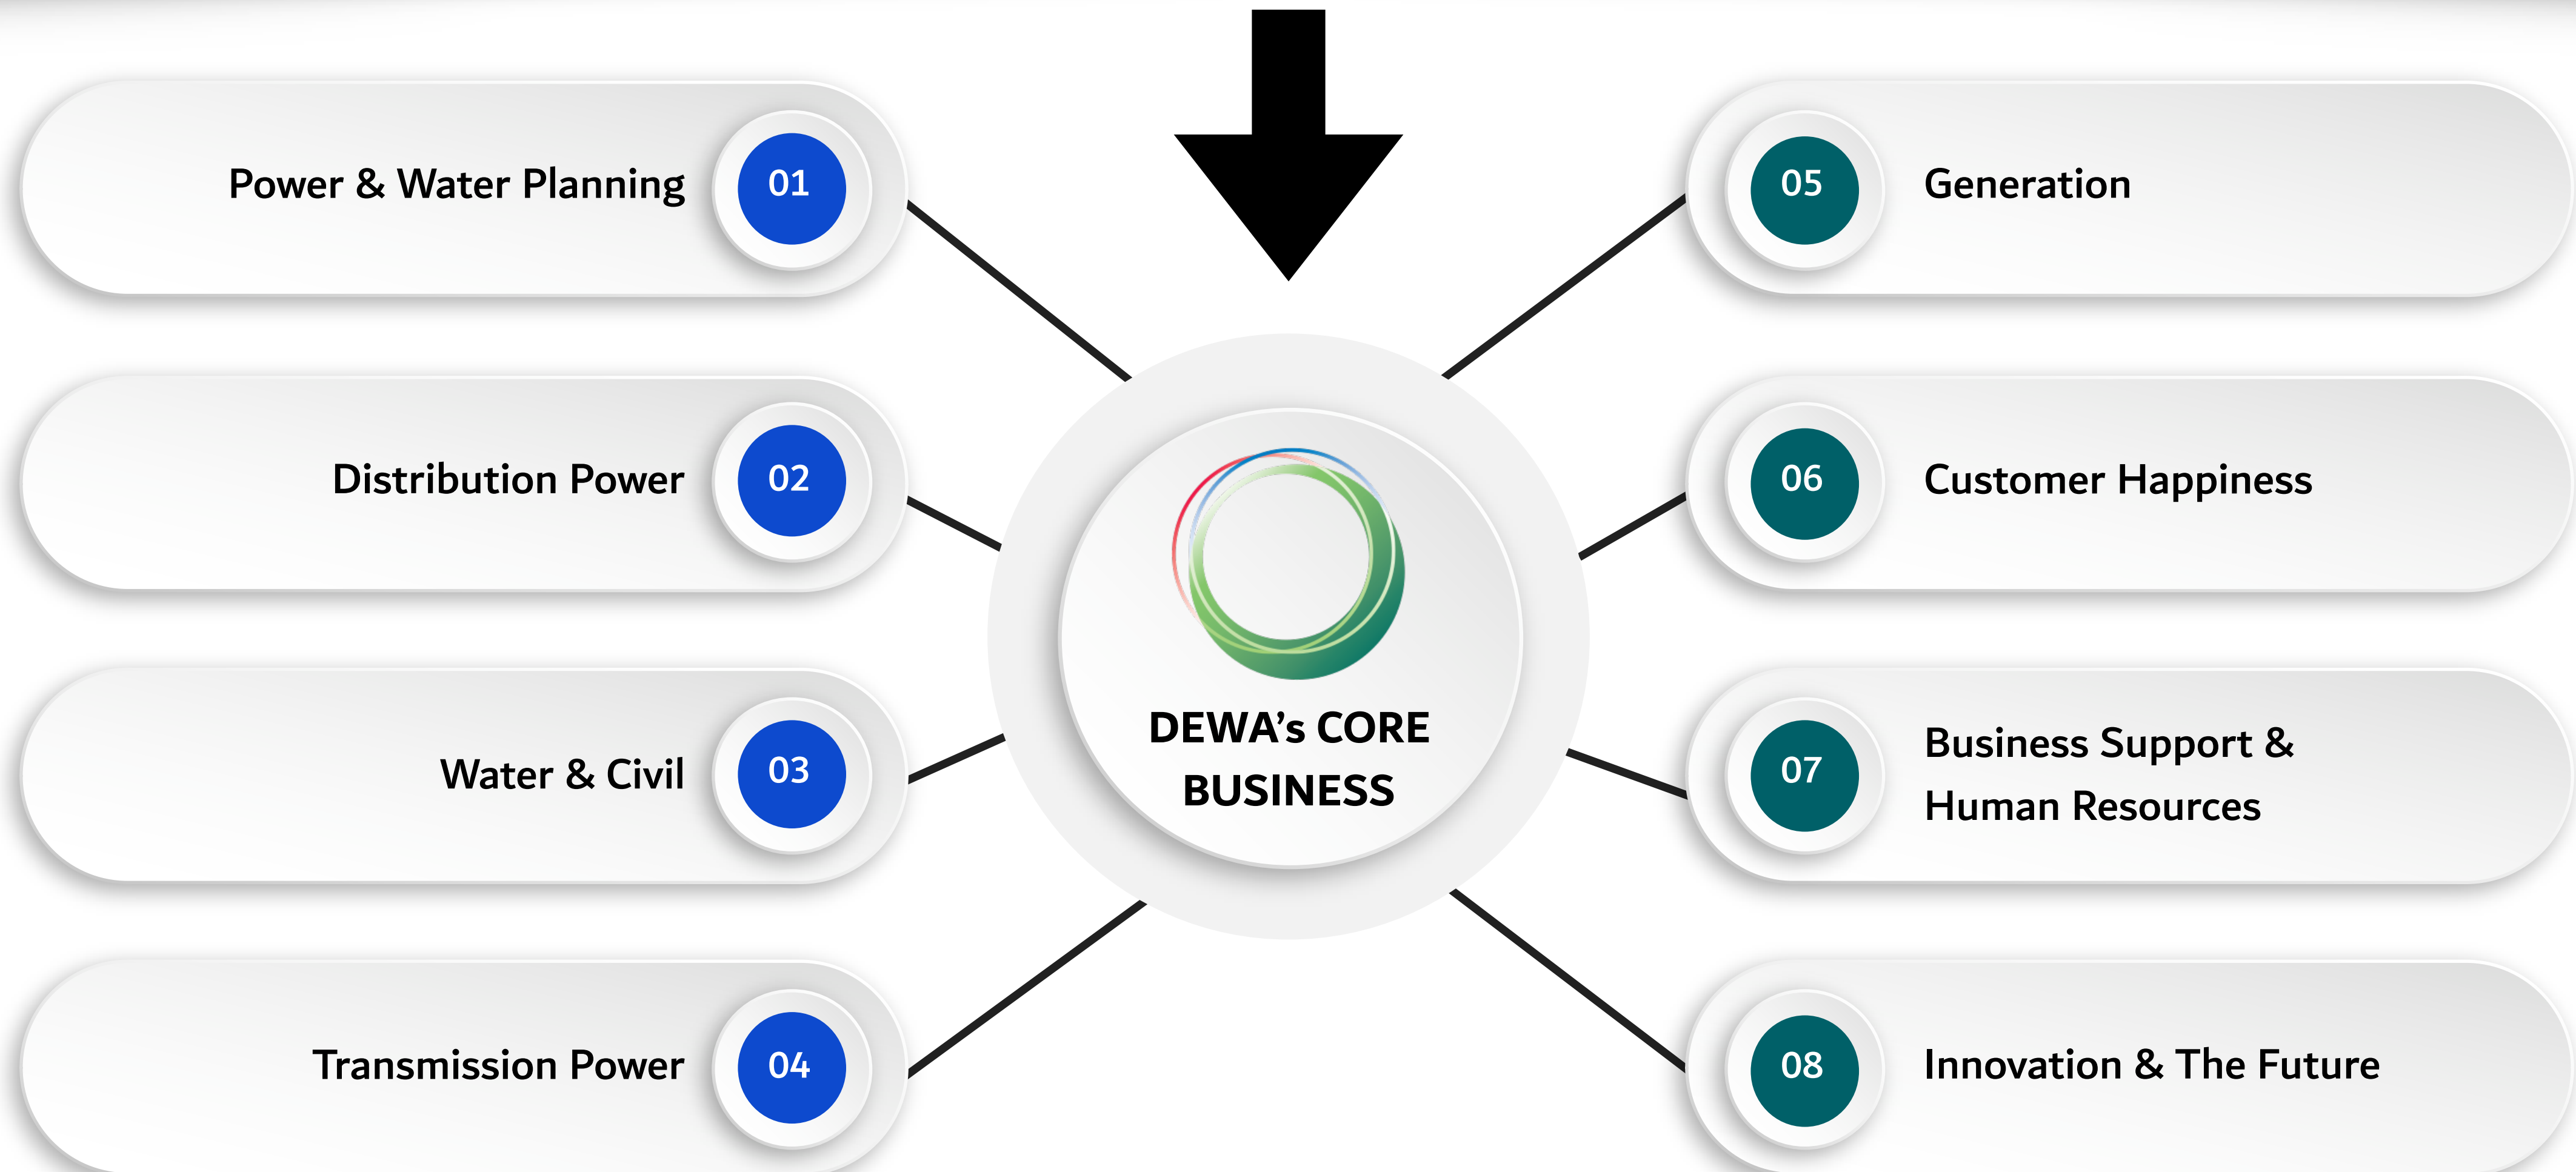 Power & Water Planning
01
Distribution Power
02
Water & Civil
03
Transmission Power
04
DEWA’s CORE
BUSINESS
05
Generation
06
Customer Happiness
07
Business Support &
Human Resources
08
Innovation & The Future